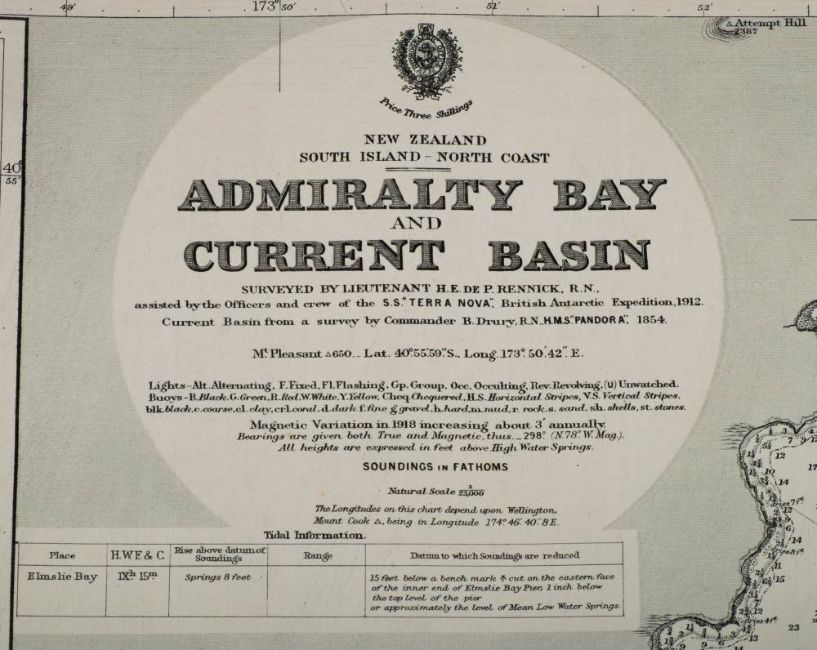 49' 173° 50' 51' 52'
Attempt Hill
2387
40°
55'
Price Three Shillings
NEW ZEALAND
SOUTH ISLAND - NORTH COAST
ADMIRALTY BAY
AND
CURRENT BASIN
SURVEYED BY LIEUTENANT H.E. DE P. RENNICK, R.N.,
assisted by the Officers and crew of the S.S. "TERRA NOVA", British Antarctic Expedition, 1912.
Current Basin from a survey by Commander B. Drury, R.N., H.M.S "PANDORA", 1854.
Mt Pleasant △ 650._ Lat. 40° 55' 59" S., Long. 173° 50' 42" E.
Lights-Alt. Alternating, F. Fixed, Fl. Flashing, Gp. Group, Occ. Occulting, Rev. Revolving, (U) Unwatched.
Buoys-B. Black, G. Green, R. Red, W. White, Y. Yellow, Cheq. Chequered, H.S. Horizontal Stripes, V.S. Vertical Stripes.
blk. black, c. coarse, cl. clay, crl. coral, d. dark f. fine g. gravel, h. hard, m. mud, r. rock, s. sand, sh. shells, st. stones.
Magnetic Variation in 1918 increasing about 3' annually.
Bearings are given both True and Magnetic, thus._ 298° (N. 78° W. Mag.).
All heights are expressed in feet above High Water Springs.
SOUNDINGS IN FATHOMS
Natural Scale 1/25,000
The Longitudes on this chart depend upon Wellington,
Mount Cook △, being in Longitude 174° 46' 40" 8 E.
Tidal Information.
Place H.W.F. & C. Rise above datum of Soundings Range Datum to which Soundings are reduced
Elmslie Bay IXh 15m Springs 8 feet
15 feet below a bench mark cut on the eastern face
of the inner end of Elmslie Bay Pier, 1 inch below
the top level of the pier
or approximately the level of Mean Low Water Springs.
12
10
14
14
11
15
12
13
23